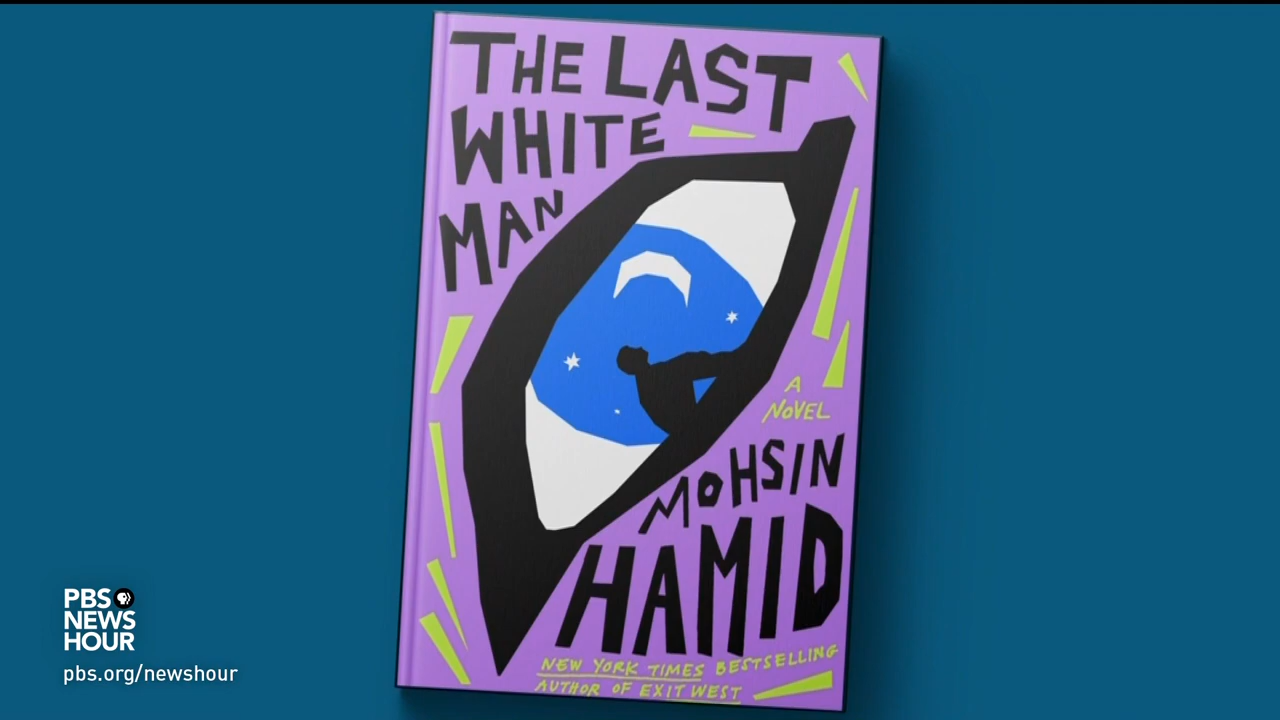 THE LAST
WHITE
MAN
A
NOVEL
MOHSIN
HAMID
NEW YORK TIMES BESTSELLING
AUTHOR OF EXIT WEST
PBS
NEWS
HOUR
pbs.org/newshour